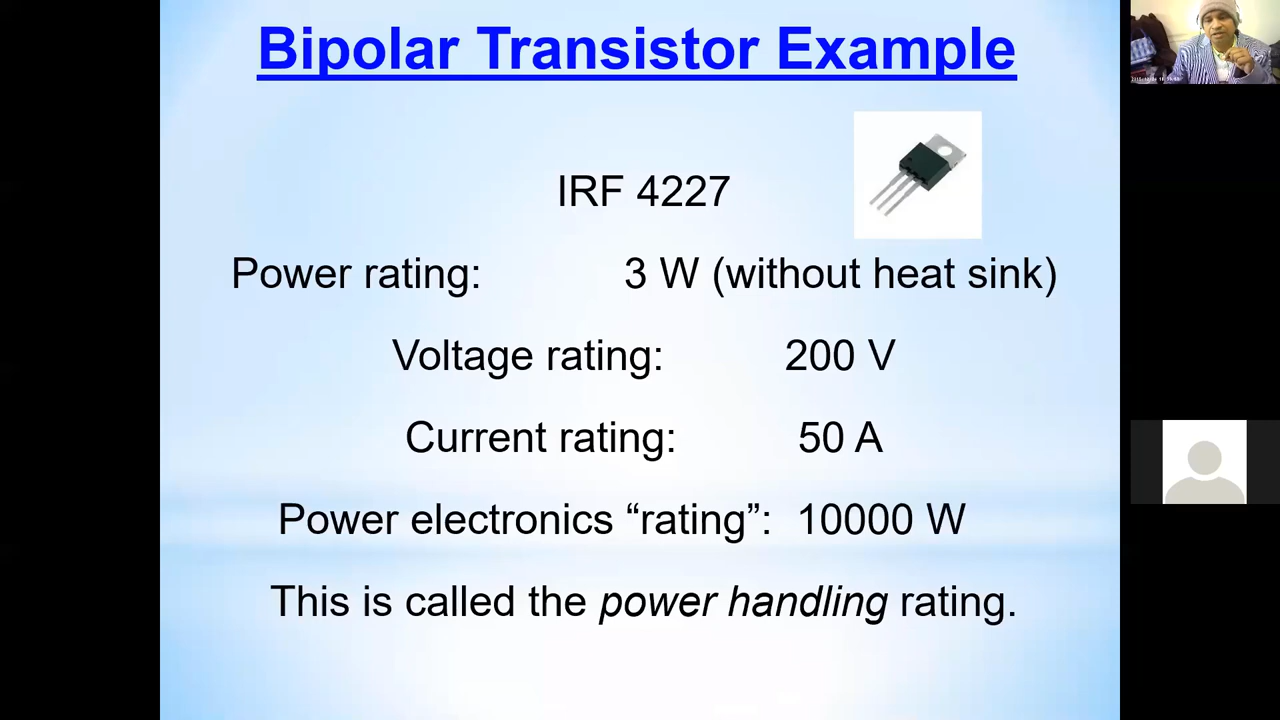 Bipolar Transistor Example
IRF 4227
Power rating: 3 W (without heat sink)
Voltage rating: 200 V
Current rating: 50 A
Power electronics “rating”: 10000 W
This is called the power handling rating.